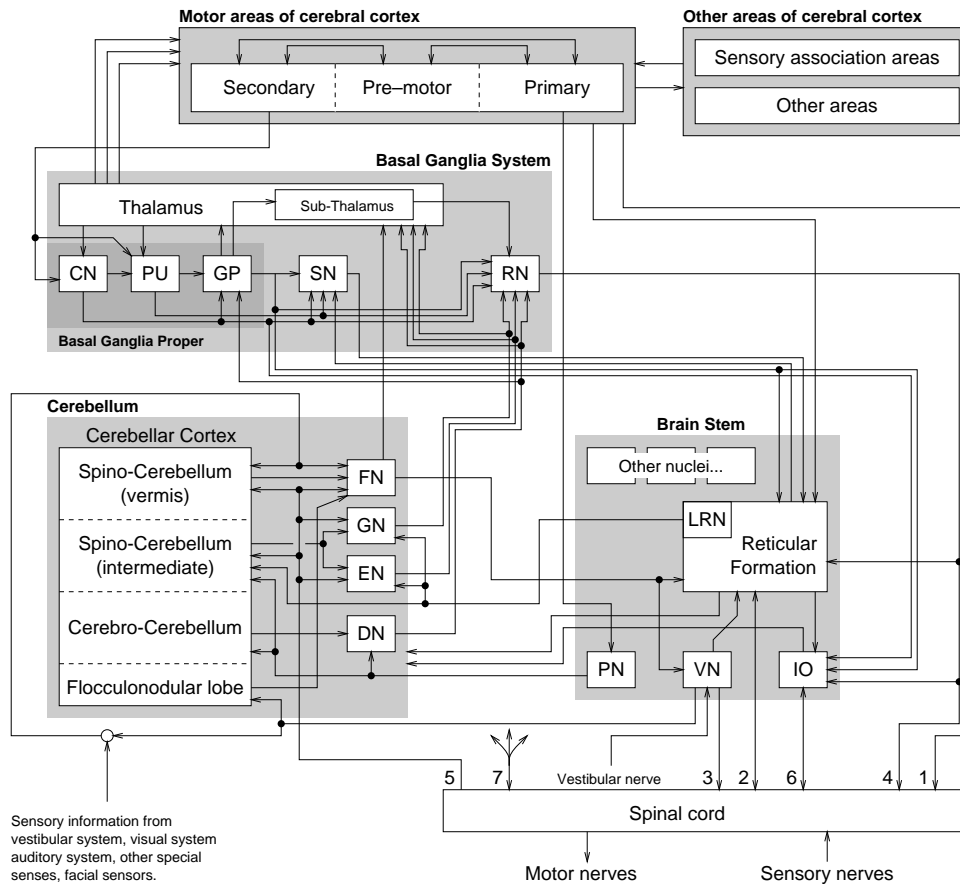 Motor areas of cerebral cortex
Other areas of cerebral cortex
Secondary
Pre–motor
Primary
Sensory association areas
Other areas
Basal Ganglia System
Thalamus
Sub-Thalamus
CN
PU
GP
SN
RN
Basal Ganglia Proper
Cerebellum
Cerebellar Cortex
Spino-Cerebellum
(vermis)
Spino-Cerebellum
(intermediate)
Cerebro-Cerebellum
Flocculonodular lobe
FN
GN
EN
DN
Brain Stem
Other nuclei...
LRN
Reticular
Formation
PN
VN
IO
5
7
Vestibular nerve
3
2
6
4
1
Spinal cord
Sensory information from
vestibular system, visual system
auditory system, other special
senses, facial sensors.
Motor nerves
Sensory nerves